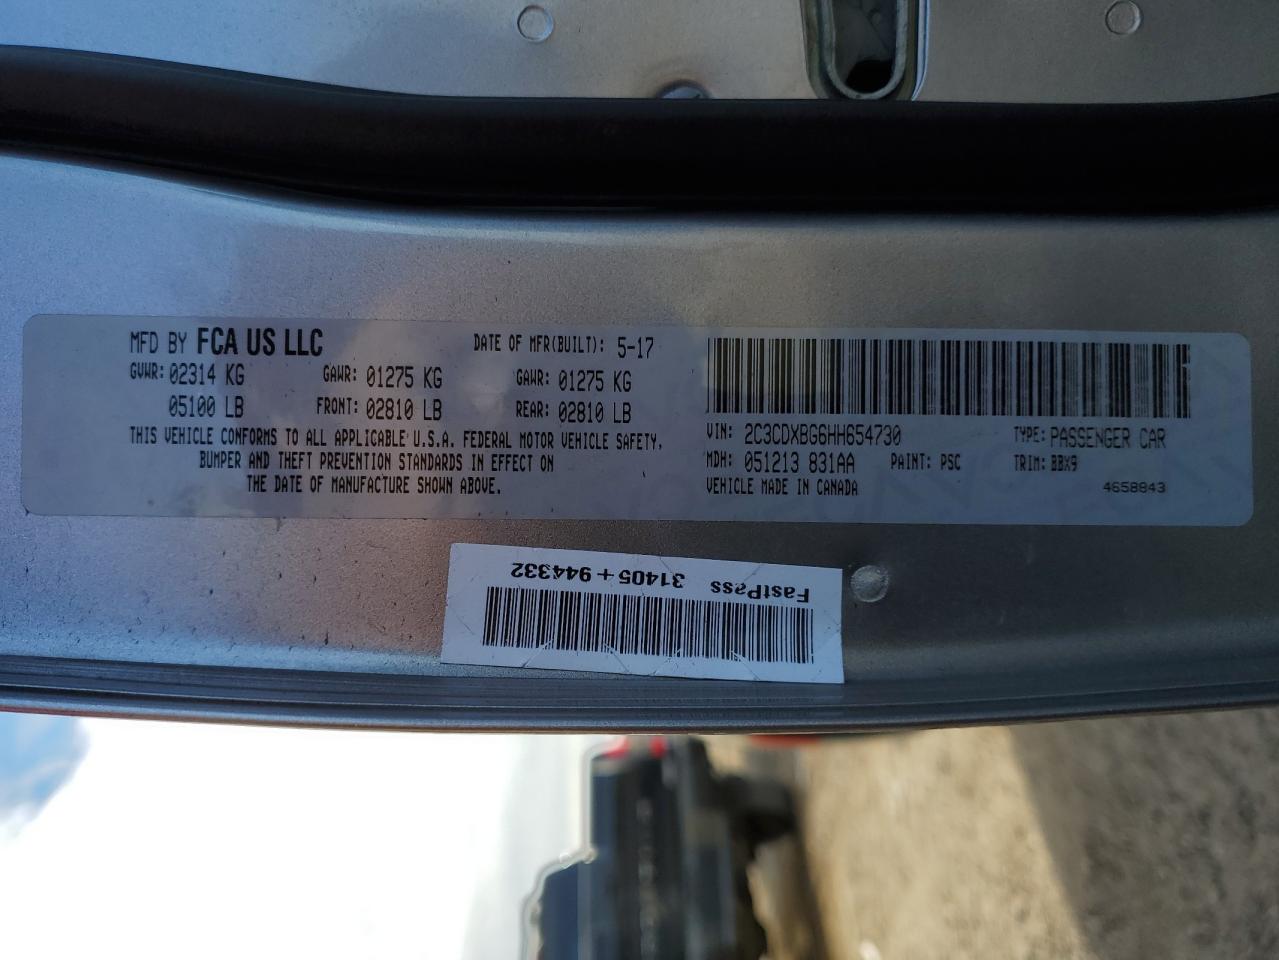 MFD BY FCA US LLC DATE OF MFR(BUILT): 5-17
GVWR: 02314 KG GAWR: 01275 KG GAWR: 01275 KG
05100 LB FRONT: 02810 LB REAR: 02810 LB
THIS VEHICLE CONFORMS TO ALL APPLICABLE U.S.A. FEDERAL MOTOR VEHICLE SAFETY,
BUMPER AND THEFT PREVENTION STANDARDS IN EFFECT ON
THE DATE OF MANUFACTURE SHOWN ABOVE.
VIN: 2C3CDXBG6HH654730 TYPE: PASSENGER CAR
MDH: 051213 831AA PAINT: PSC TRIM: BBX9
VEHICLE MADE IN CANADA 4658843
FastPass 31405+944332